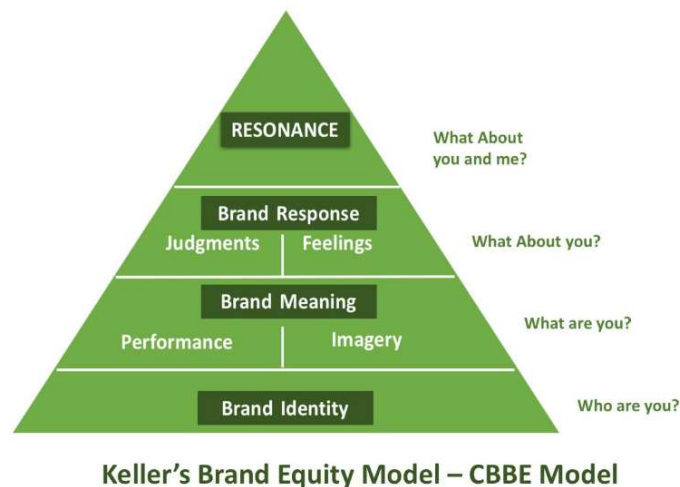 RESONANCE
What About
you and me?
Brand Response
Judgments Feelings
What About you?
Brand Meaning
Performance Imagery
What are you?
Brand Identity
Who are you?
Keller's Brand Equity Model – CBBE Model